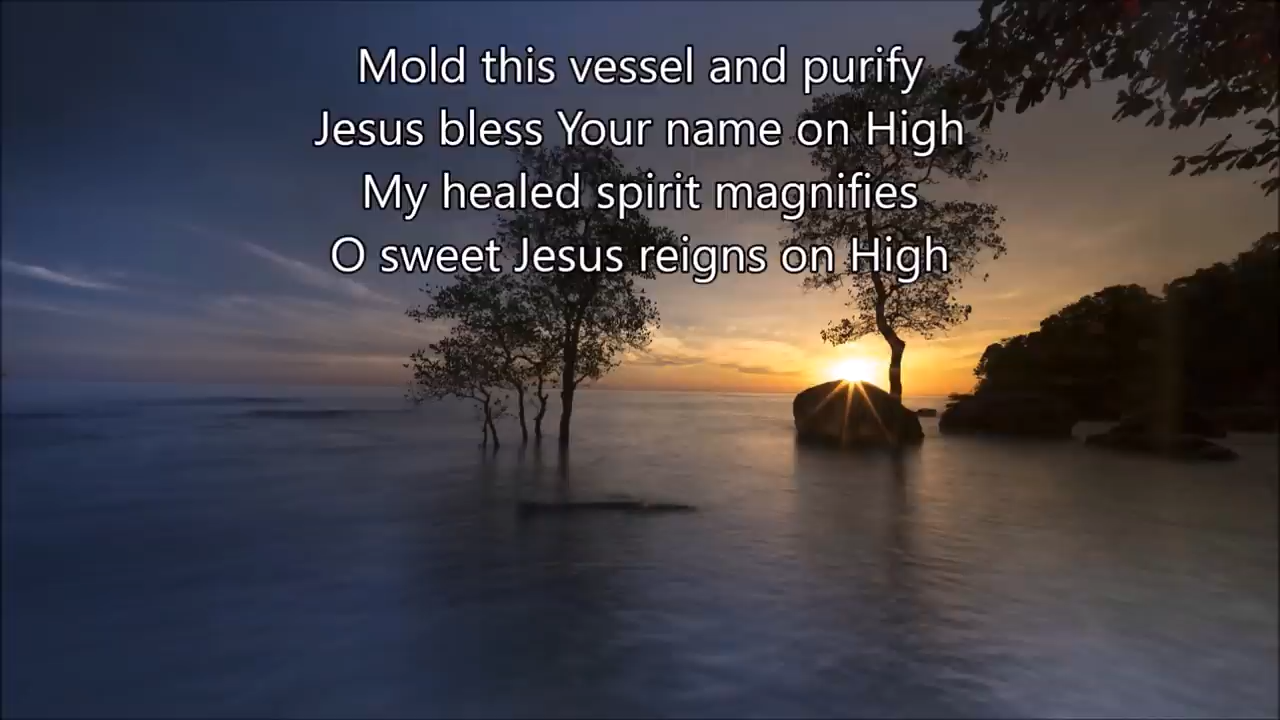 Mold this vessel and purify
Jesus bless Your name on High
My healed spirit magnifies
O sweet Jesus reigns on High